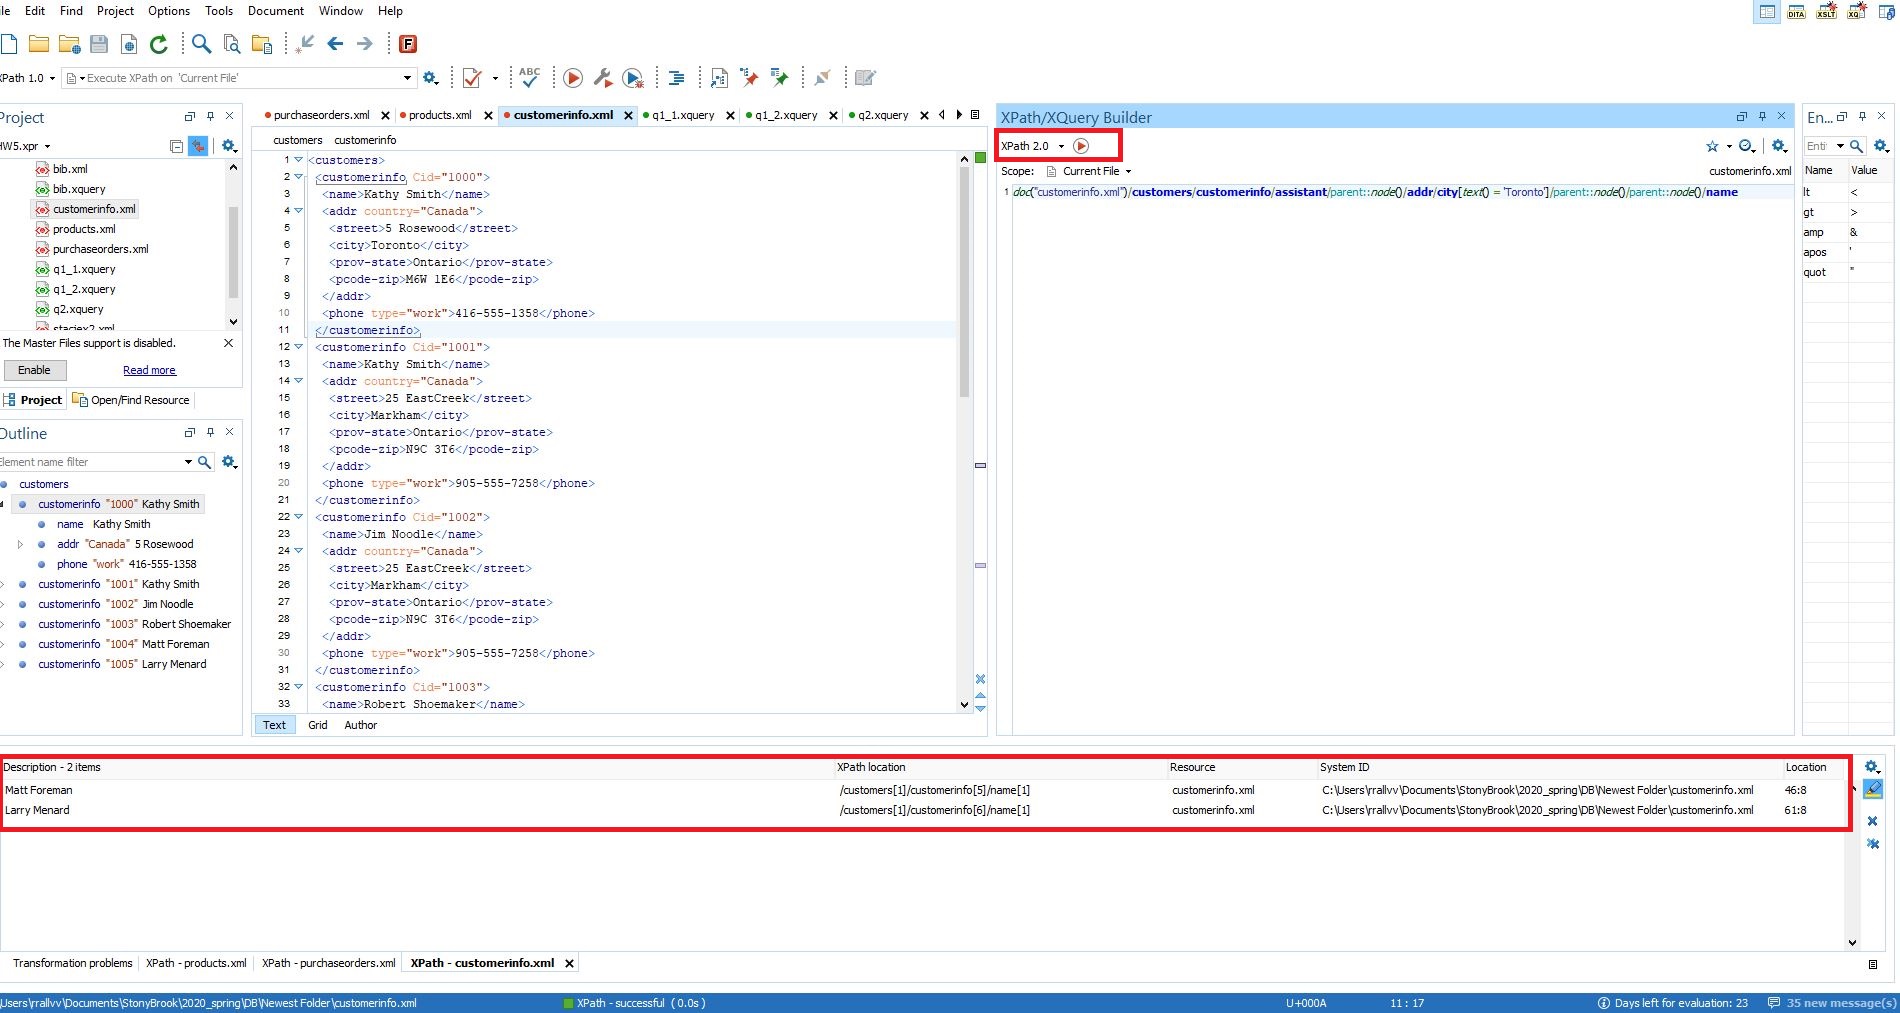 ile Edit Find Project Options Tools Document Window Help
XPath 1.0 Execute XPath on 'Current File'
Project
HW5.xpr
bib.xml
bib.xquery
customerinfo.xml
products.xml
purchaseorders.xml
q1_1.xquery
q1_2.xquery
q2.xquery
The Master Files support is disabled.
Enable Read more
Project Open/Find Resource
Outline
Element name filter
customers
customerinfo "1000" Kathy Smith
name Kathy Smith
addr "Canada" 5 Rosewood
phone "work" 416-555-1358
customerinfo "1001" Kathy Smith
customerinfo "1002" Jim Noodle
customerinfo "1003" Robert Shoemaker
customerinfo "1004" Matt Foreman
customerinfo "1005" Larry Menard
purchaseorders.xml products.xml customerinfo.xml q1_1.xquery q1_2.xquery q2.xquery
customers customerinfo
1 <customers>
2 <customerinfo Cid="1000">
3 <name>Kathy Smith</name>
4 <addr country="Canada">
5 <street>5 Rosewood</street>
6 <city>Toronto</city>
7 <prov-state>Ontario</prov-state>
8 <pcode-zip>M6W 1E6</pcode-zip>
9 </addr>
10 <phone type="work">416-555-1358</phone>
11 </customerinfo>
12 <customerinfo Cid="1001">
13 <name>Kathy Smith</name>
14 <addr country="Canada">
15 <street>25 EastCreek</street>
16 <city>Markham</city>
17 <prov-state>Ontario</prov-state>
18 <pcode-zip>N9C 3T6</pcode-zip>
19 </addr>
20 <phone type="work">905-555-7258</phone>
21 </customerinfo>
22 <customerinfo Cid="1002">
23 <name>Jim Noodle</name>
24 <addr country="Canada">
25 <street>25 EastCreek</street>
26 <city>Markham</city>
27 <prov-state>Ontario</prov-state>
28 <pcode-zip>N9C 3T6</pcode-zip>
29 </addr>
30 <phone type="work">905-555-7258</phone>
31 </customerinfo>
32 <customerinfo Cid="1003">
33 <name>Robert Shoemaker</name>
Text Grid Author
XPath/XQuery Builder
XPath 2.0
Scope: Current File customerinfo.xml
1 doc("customerinfo.xml")/customers/customerinfo/assistant/parent::node()/addr/city[text() = 'Toronto']/parent::node()/parent::node()/name
En...
Enti
Name Value
lt <
gt >
amp &
apos '
quot "
DITA XSLT XQ
ABC
F
Description - 2 items XPath location Resource System ID Location
Matt Foreman /customers[1]/customerinfo[5]/name[1] customerinfo.xml C:\Users\rrallvv\Documents\StonyBrook\2020_spring\DB\Newest Folder\customerinfo.xml 46:8
Larry Menard /customers[1]/customerinfo[6]/name[1] customerinfo.xml C:\Users\rrallvv\Documents\StonyBrook\2020_spring\DB\Newest Folder\customerinfo.xml 61:8
Transformation problems XPath - products.xml XPath - purchaseorders.xml XPath - customerinfo.xml
Users\rrallvv\Documents\StonyBrook\2020_spring\DB\Newest Folder\customerinfo.xml XPath - successful (0.0s) U+000A 11 : 17 Days left for evaluation: 23 35 new message(s)